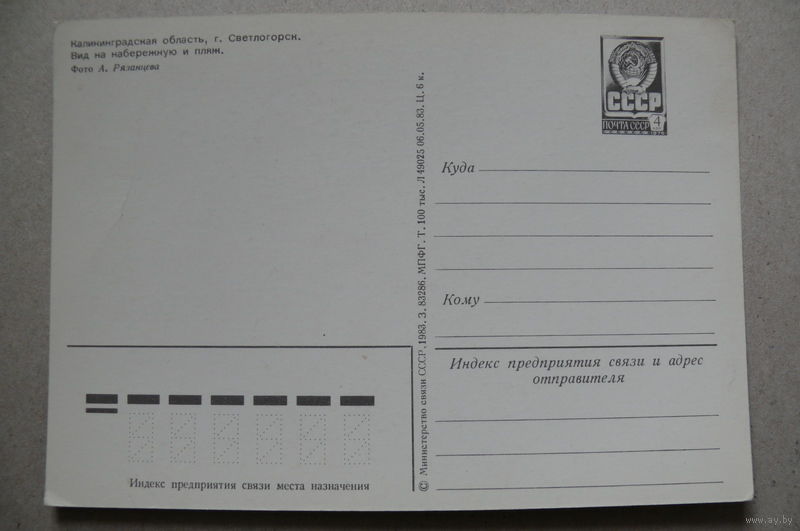 Калининградская область, г. Светлогорск.
Вид на набережную и пляж.
Фото А. Рязанцева
СССР
ПОЧТА СССР 4
1976
Куда
Кому
Индекс предприятия связи и адрес
отправителя
© Министерство связи СССР. 1983. З. 83286. МПФГ. Т. 100 тыс. Л 49025 06.05.83. Ц. 6 к.
Индекс предприятия связи места назначения
www.ay.by